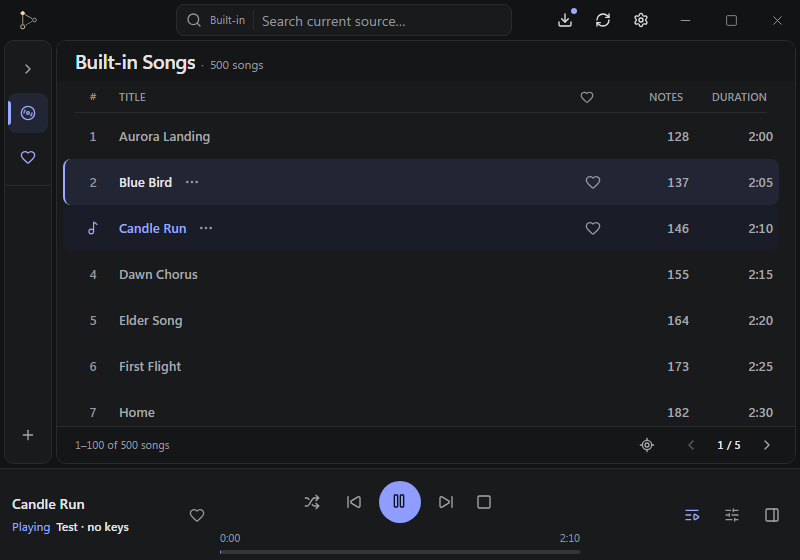 Built-in Search current source...
Built-in Songs · 500 songs
# TITLE NOTES DURATION
1 Aurora Landing 128 2:00
2 Blue Bird ··· 137 2:05
Candle Run ··· 146 2:10
4 Dawn Chorus 155 2:15
5 Elder Song 164 2:20
6 First Flight 173 2:25
7 Home 182 2:30
1–100 of 500 songs 1 / 5
Candle Run
Playing Test · no keys
0:00 2:10